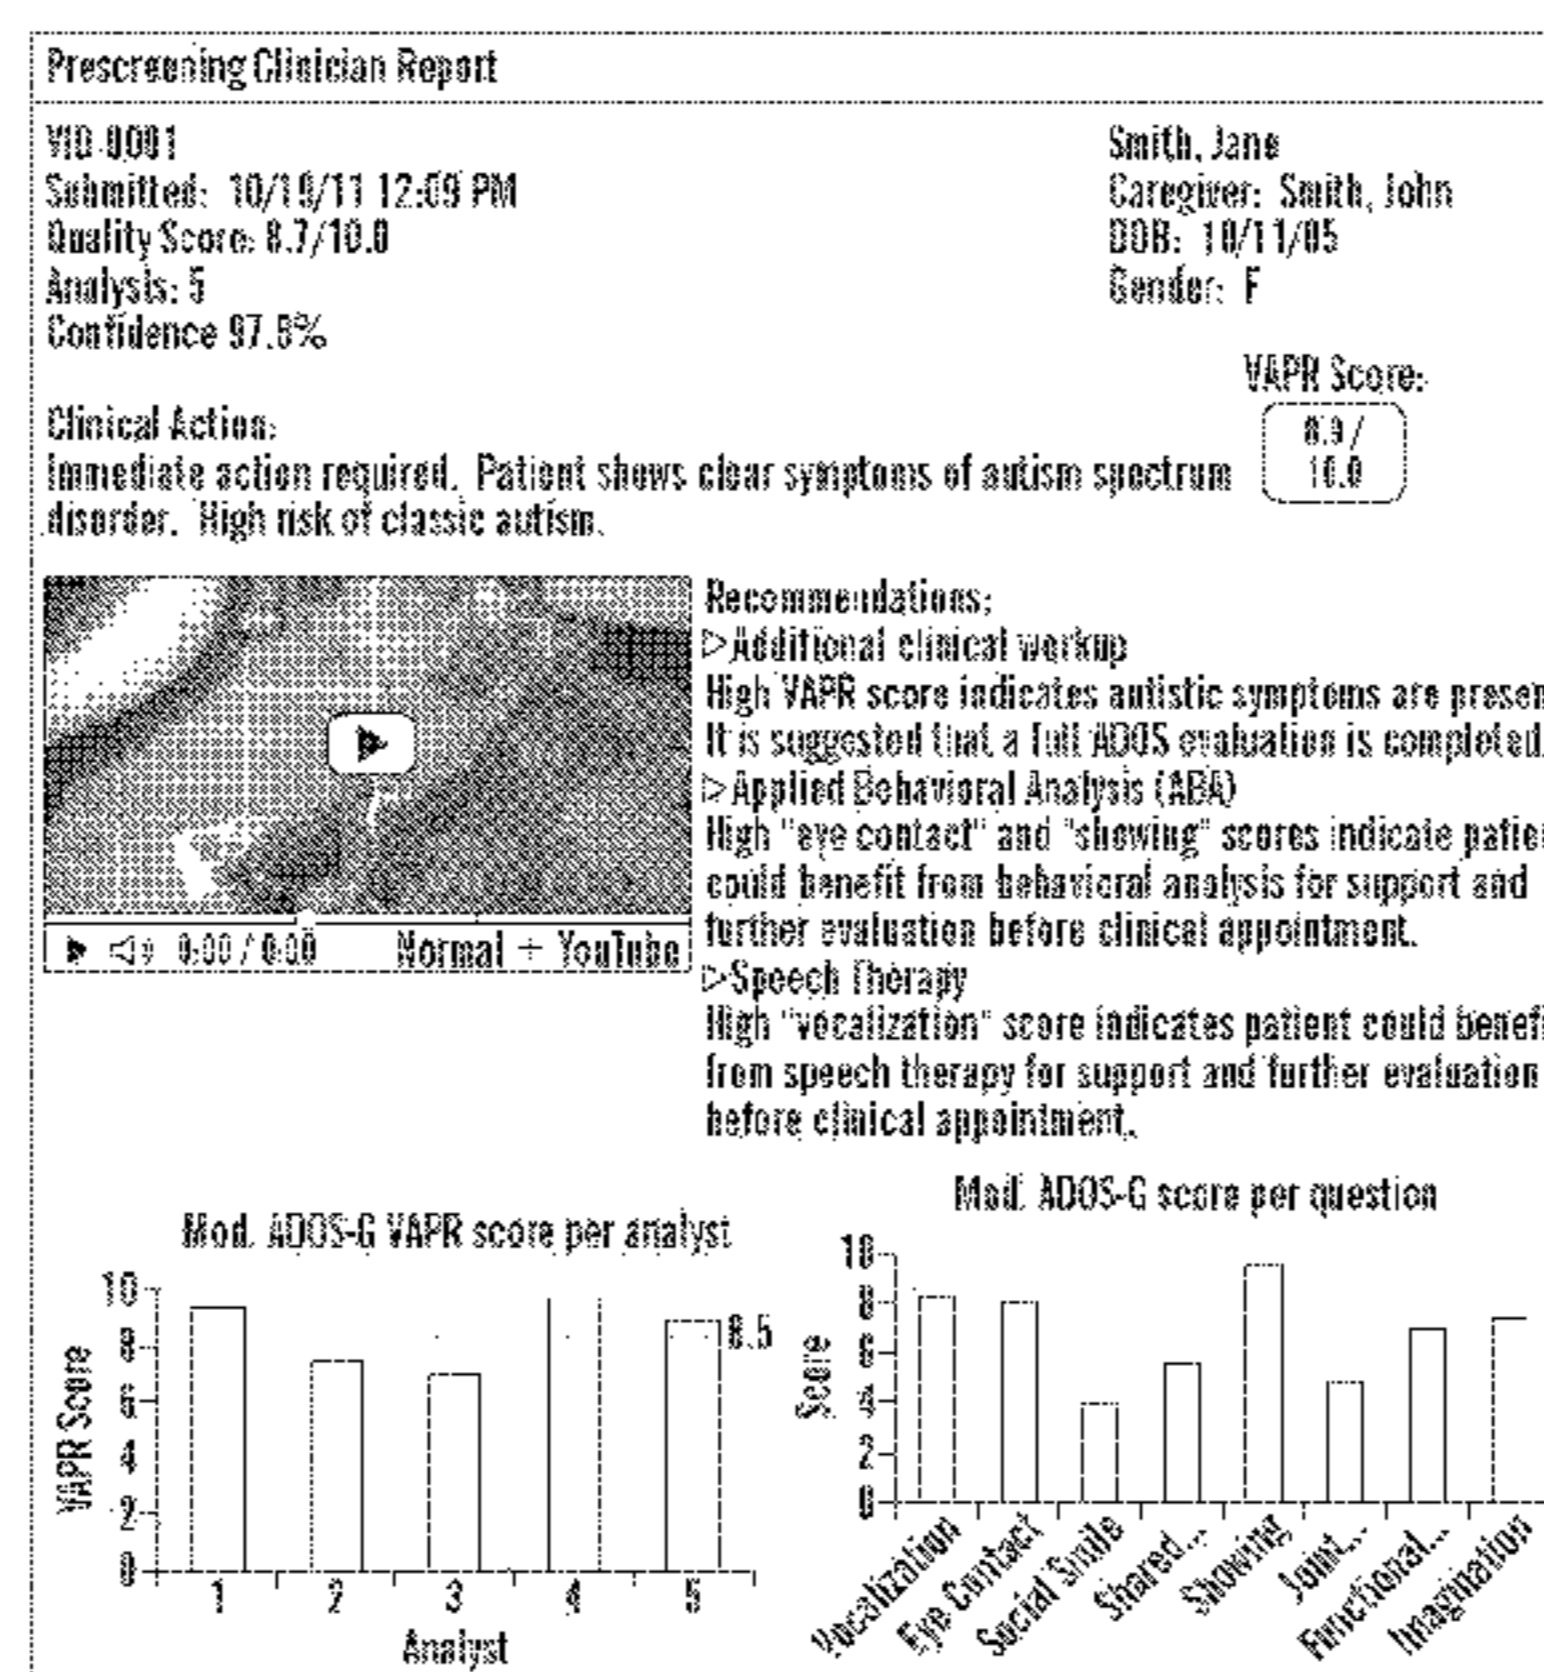 Prescreening Clinician Report
VID-0001
Submitted: 10/19/11 12:09 PM
Quality Score: 8.7/10.0
Analysis: 5
Confidence
Smith, Jane
Caregiver: Smith, John
DOB: 10/11/05
Gender: F
VAPR Score:
8.9 /
10.0
Clinical Action:
Immediate action required. Patient shows clear symptoms of autism spectrum
disorder. High risk of classic autism.
0:00 / 0:00 Normal + YouTube
Recommendations:
▷Additional clinical workup
High VAPR score indicates autistic symptoms are presen
It is suggested that a full ADOS evaluation is completed.
▷Applied Behavioral Analysis (ABA)
High "eye contact" and "showing" scores indicate patie
could benefit from behavioral analysis for support and
further evaluation before clinical appointment.
▷Speech Therapy
High "vocalization" score indicates patient could benefi
from speech therapy for support and further evaluation
before clinical appointment.
Mod. ADOS-G VAPR score per analyst
10
8
6
4
2
0
VAPR Score
8.5
1 2 3 4 5
Analyst
Mod. ADOS-G score per question
10
8
6
4
2
0
Score
Vocalization
Eye Contact
Social Smile
Shared...
Showing
Joint...
Functional...
Imagination